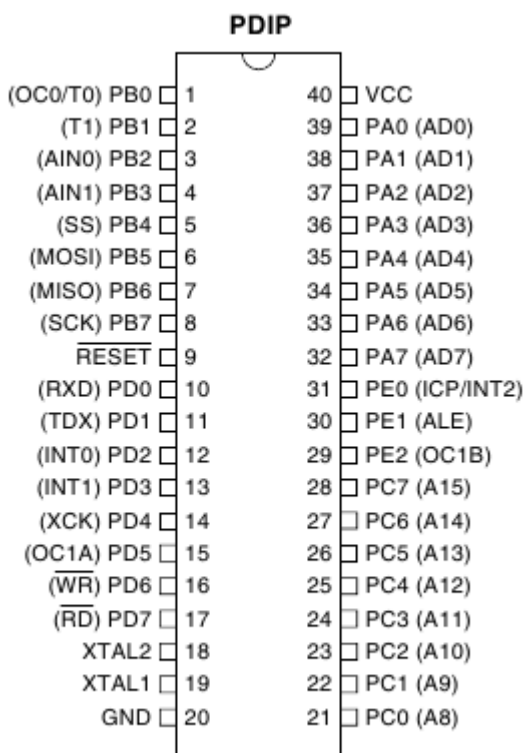 PDIP
(OC0/T0) PB0 1 40 VCC
(T1) PB1 2 39 PA0 (AD0)
(AIN0) PB2 3 38 PA1 (AD1)
(AIN1) PB3 4 37 PA2 (AD2)
(SS) PB4 5 36 PA3 (AD3)
(MOSI) PB5 6 35 PA4 (AD4)
(MISO) PB6 7 34 PA5 (AD5)
(SCK) PB7 8 33 PA6 (AD6)
RESET 9 32 PA7 (AD7)
(RXD) PD0 10 31 PE0 (ICP/INT2)
(TDX) PD1 11 30 PE1 (ALE)
(INT0) PD2 12 29 PE2 (OC1B)
(INT1) PD3 13 28 PC7 (A15)
(XCK) PD4 14 27 PC6 (A14)
(OC1A) PD5 15 26 PC5 (A13)
(WR) PD6 16 25 PC4 (A12)
(RD) PD7 17 24 PC3 (A11)
XTAL2 18 23 PC2 (A10)
XTAL1 19 22 PC1 (A9)
GND 20 21 PC0 (A8)